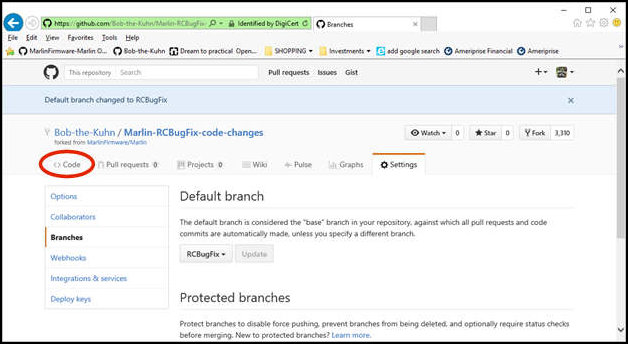 https://github.com/Bob-the-Kuhn/Marlin-RCBugFix- Identified by DigiCert Branches
File Edit View Favorites Tools Help
MarlinFirmware-Marlin O... Bob-the-Kuhn Dream to practical Open... SHOPPING Investments add google search Ameriprise Financial Ameriprise
This repository Search Pull requests Issues Gist
Default branch changed to RCBugFix
Bob-the-Kuhn / Marlin-RCBugFix-code-changes
forked from MarlinFirmware/Marlin
Watch 0 Star 0 Fork 3,310
Code Pull requests 0 Projects 0 Wiki Pulse Graphs Settings
Options
Collaborators
Branches
Webhooks
Integrations & services
Deploy keys
Default branch
The default branch is considered the "base" branch in your repository, against which all pull requests and code
commits are automatically made, unless you specify a different branch.
RCBugFix Update
Protected branches
Protect branches to disable force pushing, prevent branches from being deleted, and optionally require status checks
before merging. New to protected branches? Learn more.